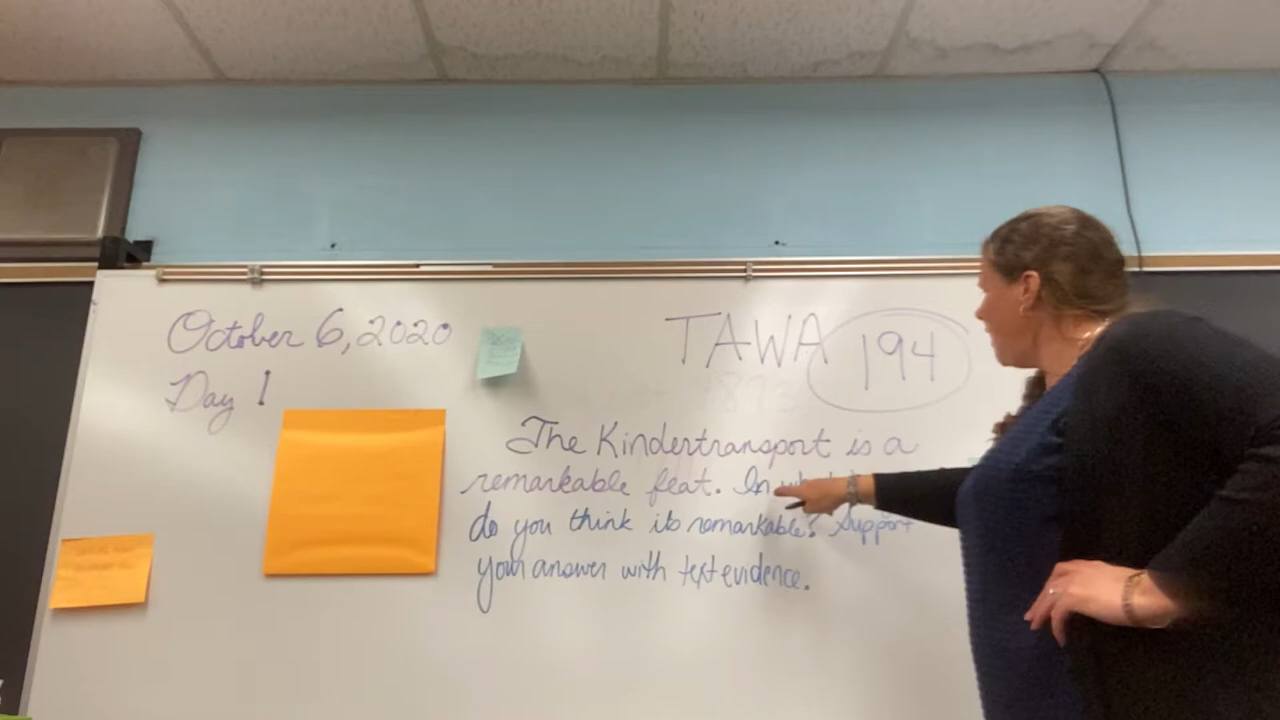 October 6, 2020
Day 1
TAWA 194
The Kindertransport is a
remarkable feat. In
do you think its remarkable? Support
your answer with text evidence.